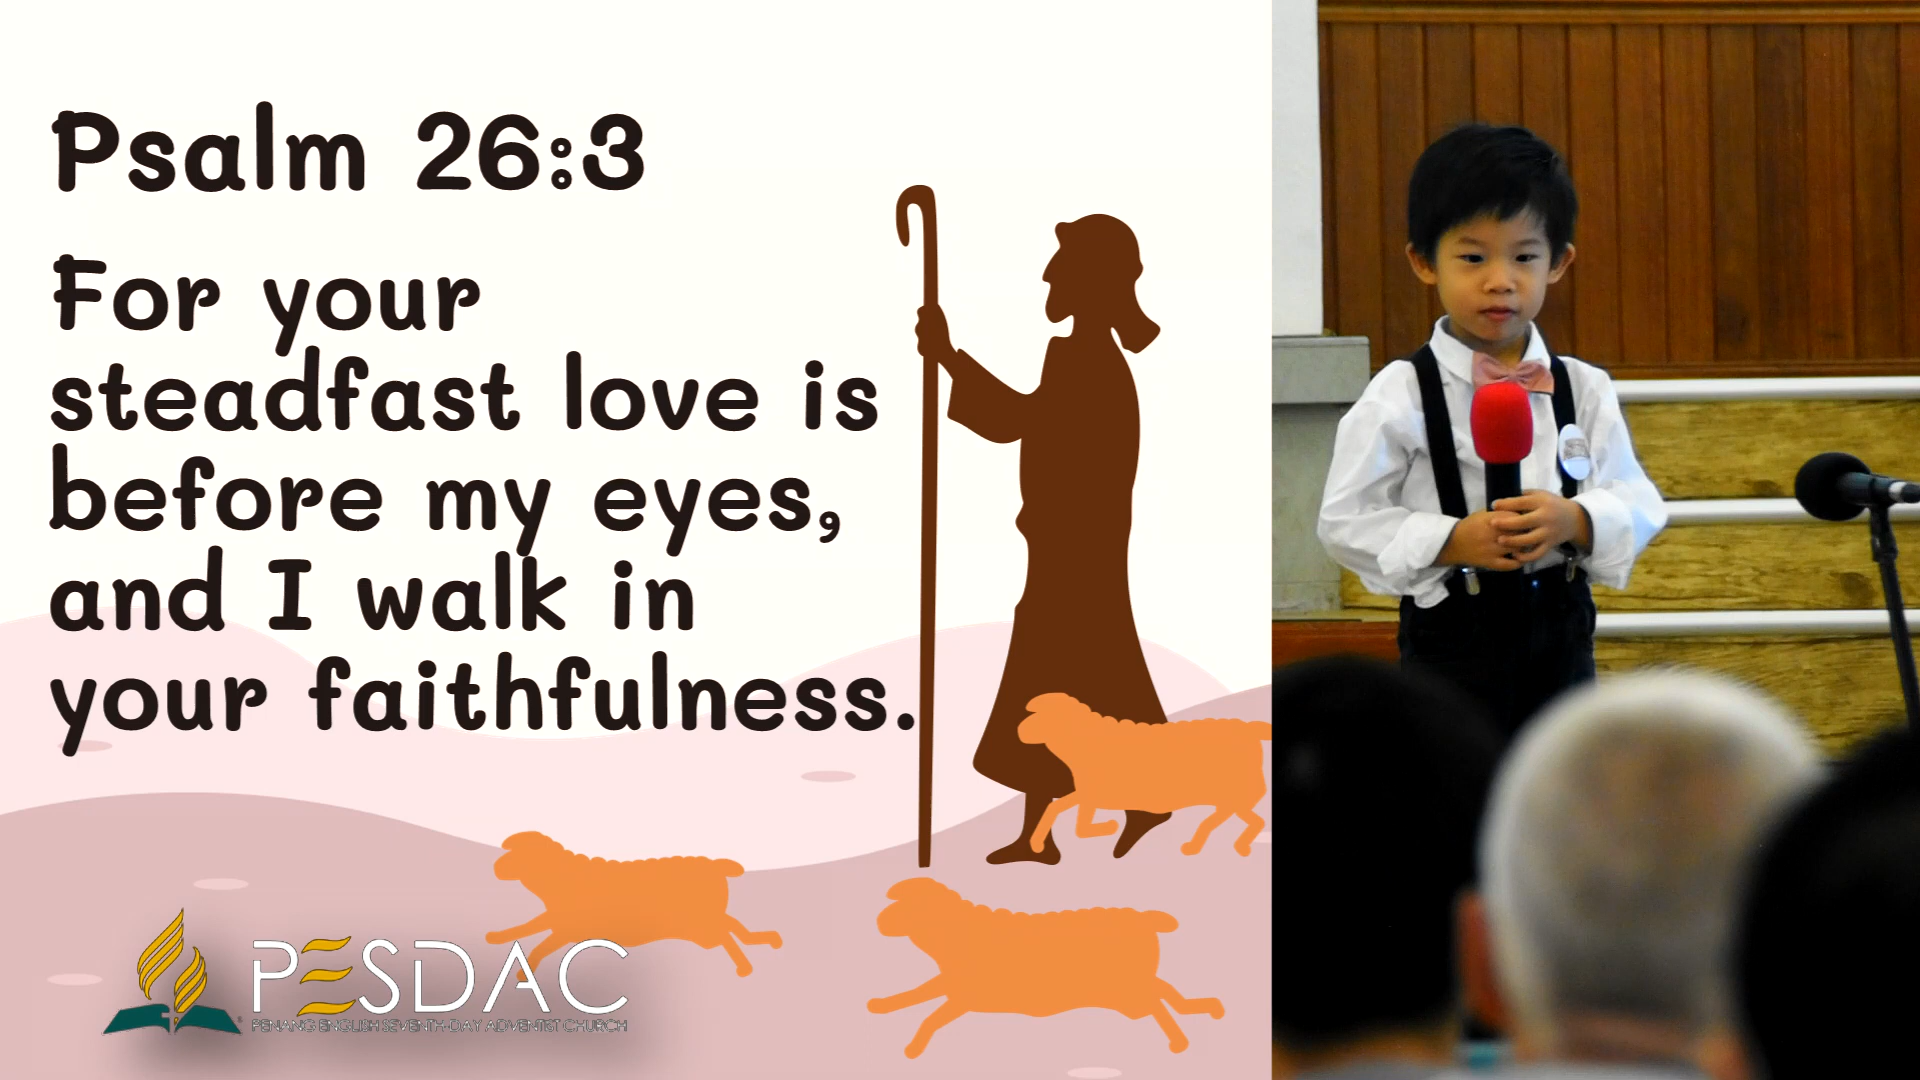 Psalm 26:3
For your
steadfast love is
before my eyes,
and I walk in
your faithfulness.
PESDAC
PENANG ENGLISH SEVENTH-DAY ADVENTIST CHURCH